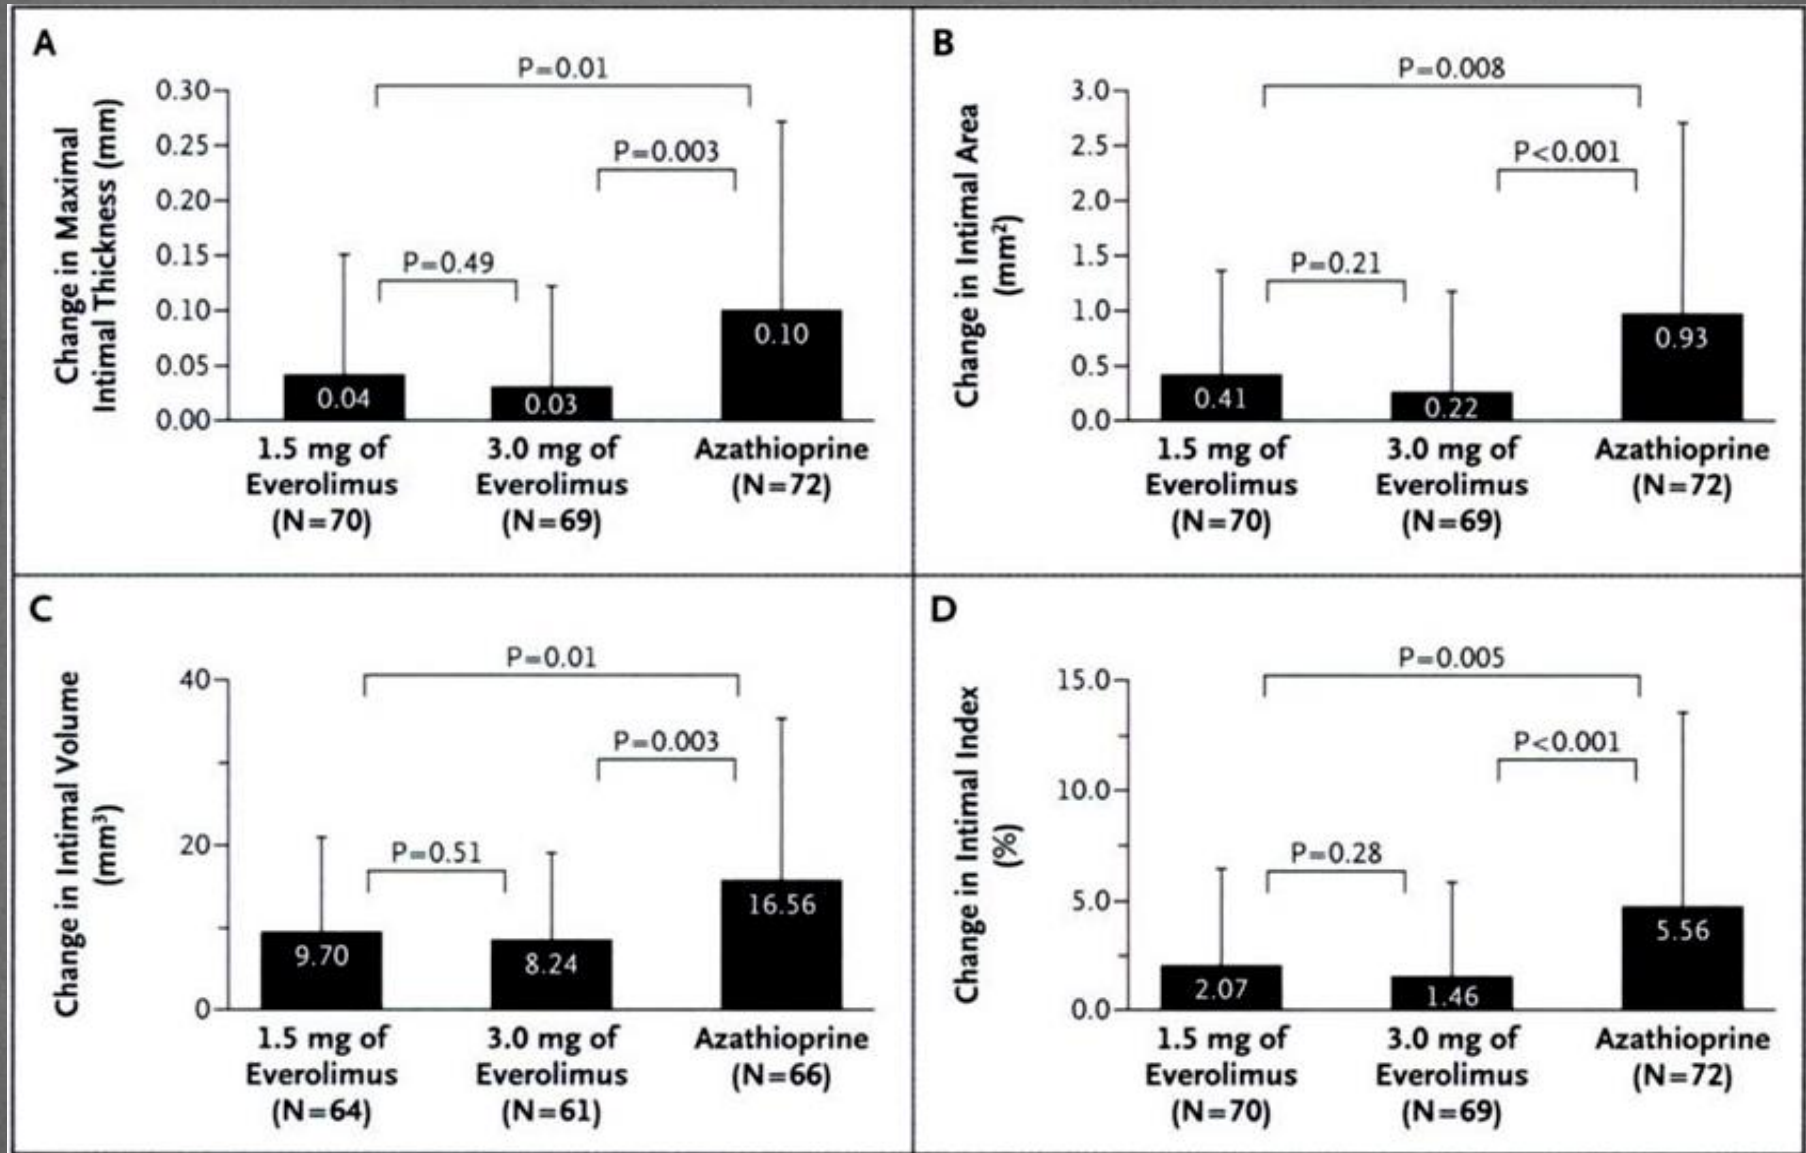 A
Change in Maximal
Intimal Thickness (mm)
0.30
0.25
0.20
0.15
0.10
0.05
0.00
P=0.01
P=0.003
P=0.49
0.04
0.03
0.10
1.5 mg of
Everolimus
(N=70)
3.0 mg of
Everolimus
(N=69)
Azathioprine
(N=72)
B
Change in Intimal Area
(mm²)
3.0
2.5
2.0
1.5
1.0
0.5
0.0
P=0.008
P<0.001
P=0.21
0.41
0.22
0.93
1.5 mg of
Everolimus
(N=70)
3.0 mg of
Everolimus
(N=69)
Azathioprine
(N=72)
C
Change in Intimal Volume
(mm³)
40
20
0
P=0.01
P=0.003
P=0.51
9.70
8.24
16.56
1.5 mg of
Everolimus
(N=64)
3.0 mg of
Everolimus
(N=61)
Azathioprine
(N=66)
D
Change in Intimal Index
(%)
15.0
10.0
5.0
0.0
P=0.005
P<0.001
P=0.28
2.07
1.46
5.56
1.5 mg of
Everolimus
(N=70)
3.0 mg of
Everolimus
(N=69)
Azathioprine
(N=72)